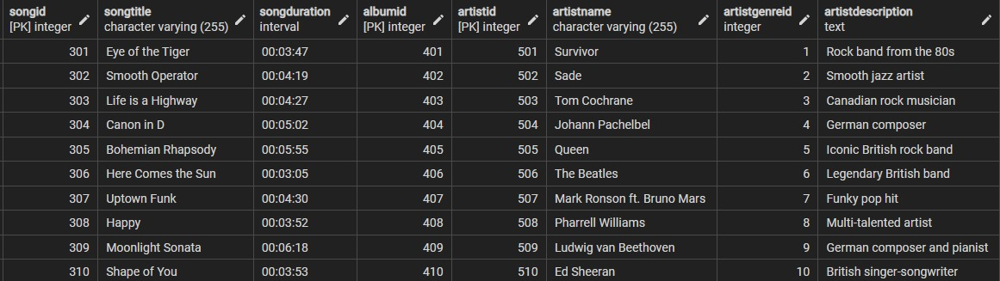 songid songtitle songduration albumid artistid artistname artistgenreid artistdescription
[PK] integer character varying (255) interval [PK] integer [PK] integer character varying (255) integer text
301 Eye of the Tiger 00:03:47 401 501 Survivor 1 Rock band from the 80s
302 Smooth Operator 00:04:19 402 502 Sade 2 Smooth jazz artist
303 Life is a Highway 00:04:27 403 503 Tom Cochrane 3 Canadian rock musician
304 Canon in D 00:05:02 404 504 Johann Pachelbel 4 German composer
305 Bohemian Rhapsody 00:05:55 405 505 Queen 5 Iconic British rock band
306 Here Comes the Sun 00:03:05 406 506 The Beatles 6 Legendary British band
307 Uptown Funk 00:04:30 407 507 Mark Ronson ft. Bruno Mars 7 Funky pop hit
308 Happy 00:03:52 408 508 Pharrell Williams 8 Multi-talented artist
309 Moonlight Sonata 00:06:18 409 509 Ludwig van Beethoven 9 German composer and pianist
310 Shape of You 00:03:53 410 510 Ed Sheeran 10 British singer-songwriter